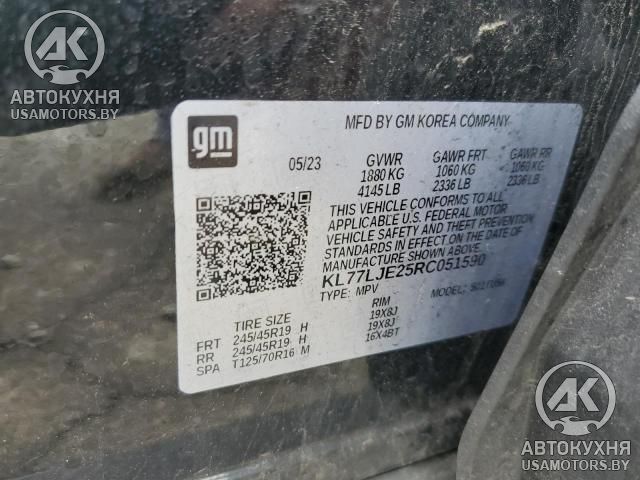 AK
АВТОКУХНЯ
USAMOTORS.BY
gm
MFD BY GM KOREA COMPANY
05/23 GVWR GAWR FRT GAWR RR
1880 KG 1060 KG 1060 KG
4145 LB 2336 LB 2336 LB
THIS VEHICLE CONFORMS TO ALL
APPLICABLE U.S. FEDERAL MOTOR
VEHICLE SAFETY AND THEFT PREVENTION
STANDARDS IN EFFECT ON THE DATE OF
MANUFACTURE SHOWN ABOVE.
KL77LJE25RC051590
TYPE: MPV MODEL:
TIRE SIZE RIM
FRT 245/45R19 H 19X8J
RR 245/45R19 H 19X8J
SPA T125/70R16 M 16X4BT
AK
АВТОКУХНЯ
USAMOTORS.BY